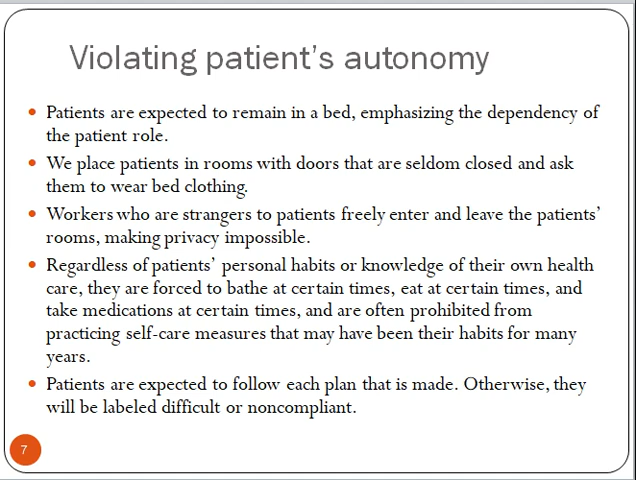 Violating patient's autonomy
• Patients are expected to remain in a bed, emphasizing the dependency of
the patient role.
• We place patients in rooms with doors that are seldom closed and ask
them to wear bed clothing.
• Workers who are strangers to patients freely enter and leave the patients'
rooms, making privacy impossible.
• Regardless of patients' personal habits or knowledge of their own health
care, they are forced to bathe at certain times, eat at certain times, and
take medications at certain times, and are often prohibited from
practicing self-care measures that may have been their habits for many
years.
• Patients are expected to follow each plan that is made. Otherwise, they
will be labeled difficult or noncompliant.
7